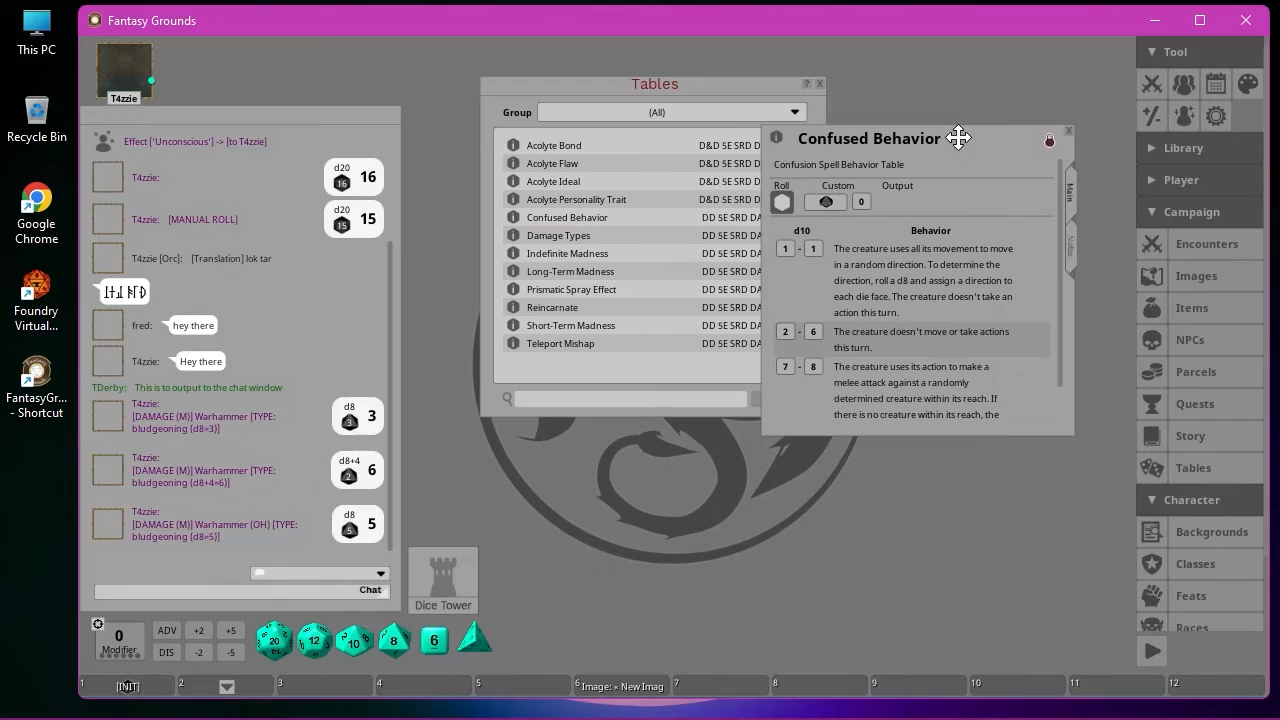 This PC
Recycle Bin
Google
Chrome
Foundry
Virtual...
FantasyGr...
- Shortcut
Fantasy Grounds
T4zzie
Effect ['Unconscious'] -> [to T4zzie]
T4zzie:
d20
16
16
T4zzie: [MANUAL ROLL]
d20
15
15
T4zzie [Orc]: [Translation] lok tar
fred: hey there
T4zzie: Hey there
TDerby: This is to output to the chat window
T4zzie:
[DAMAGE (M)] Warhammer [TYPE:
bludgeoning (d8=3)]
d8
3
3
T4zzie:
[DAMAGE (M)] Warhammer [TYPE:
bludgeoning (d8+4=6)]
d8+4
2
6
T4zzie:
[DAMAGE (M)] Warhammer (OH) [TYPE:
bludgeoning (d8=5)]
d8
5
5
Chat
Dice Tower
0
Modifier
ADV
+2
+5
DIS
-2
-5
20
12
10
8
6
Tables
? X
Group
(All)
Acolyte Bond D&D 5E SRD D
Acolyte Flaw D&D 5E SRD D
Acolyte Ideal D&D 5E SRD D
Acolyte Personality Trait D&D 5E SRD D
Confused Behavior DD 5E SRD DA
Damage Types DD 5E SRD DA
Indefinite Madness DD 5E SRD DA
Long-Term Madness DD 5E SRD DA
Prismatic Spray Effect DD 5E SRD DA
Reincarnate DD 5E SRD DA
Short-Term Madness DD 5E SRD DA
Teleport Mishap DD 5E SRD DA
Confused Behavior
X
Confusion Spell Behavior Table
Roll Custom Output
0
Main
Notes
d10 Behavior
1 - 1 The creature uses all its movement to move
in a random direction. To determine the
direction, roll a d8 and assign a direction to
each die face. The creature doesn't take an
action this turn.
2 - 6 The creature doesn't move or take actions
this turn.
7 - 8 The creature uses its action to make a
melee attack against a randomly
determined creature within its reach. If
there is no creature within its reach, the
Tool
Library
Player
Campaign
Encounters
Images
Items
NPCs
Parcels
Quests
Story
Tables
Character
Backgrounds
Classes
Feats
Races
1 [INIT]
2
3
4
5
6 Image: « New Imag
7
8
9
10
11
12